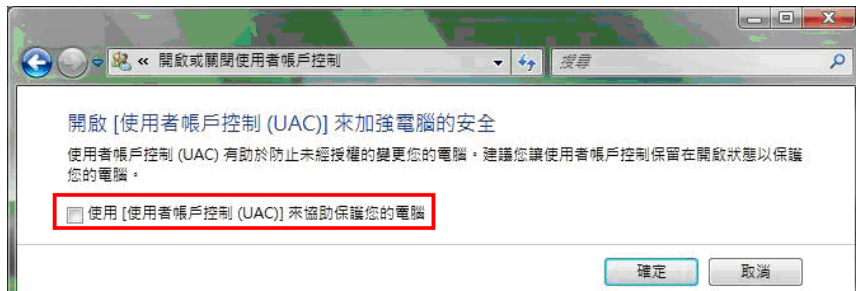 « 開啟或關閉使用者帳戶控制
搜尋
開啟 [使用者帳戶控制 (UAC)] 來加強電腦的安全
使用者帳戶控制 (UAC) 有助於防止未經授權的變更您的電腦。建議您讓使用者帳戶控制保留在開啟狀態以保護
您的電腦。
使用 [使用者帳戶控制 (UAC)] 來協助保護您的電腦
確定
取消